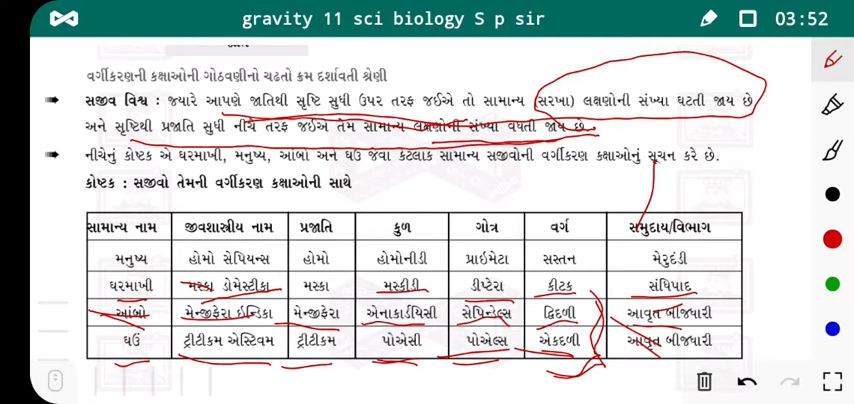 gravity 11 sci biology S p sir
03:52
વર્ગીકરણની કક્ષાઓની ગોઠવણીનો ચઢતો ક્રમ દર્શાવતી શ્રેણી
સજીવ વિશ્વ : જ્યારે આપણે જાતિથી સૃષ્ટિ સુધી ઉપર તરફ જઈએ તો સામાન્ય (સરખા) લક્ષણોની સંખ્યા ઘટતી જાય છે
અને સૃષ્ટિથી પ્રજાતિ સુધી નીચે તરફ જઈએ તેમ સામાન્ય લક્ષણોની સંખ્યા વધતી જાય છે.
નીચેનું કોષ્ટક એ ઘરમાખી, મનુષ્ય, આંબો અને ઘઉં જેવા કેટલાક સામાન્ય સજીવોની વર્ગીકરણ કક્ષાઓનું સૂચન કરે છે.
કોષ્ટક : સજીવો તેમની વર્ગીકરણ કક્ષાઓની સાથે
સામાન્ય નામ જીવશાસ્ત્રીય નામ પ્રજાતિ કુળ ગોત્ર વર્ગ સમુદાય/વિભાગ
મનુષ્ય હોમો સેપિયન્સ હોમો હોમોનીડી પ્રાઇમેટા સસ્તન મેરુદંડી
ઘરમાખી મસ્કા ડોમેસ્ટીકા મસ્કા મસ્કીડી ડીપ્ટેરા કીટક સંધિપાદ
આંબો મેન્જીફેરા ઇન્ડિકા મેન્જીફેરા એનાકાર્ડિયેસી સેપિન્ડેલ્સ દ્વિદળી આવૃત બીજધારી
ઘઉં ટ્રીટીકમ એસ્ટિવમ ટ્રીટીકમ પોએસી પોએલ્સ એકદળી આવૃત બીજધારી